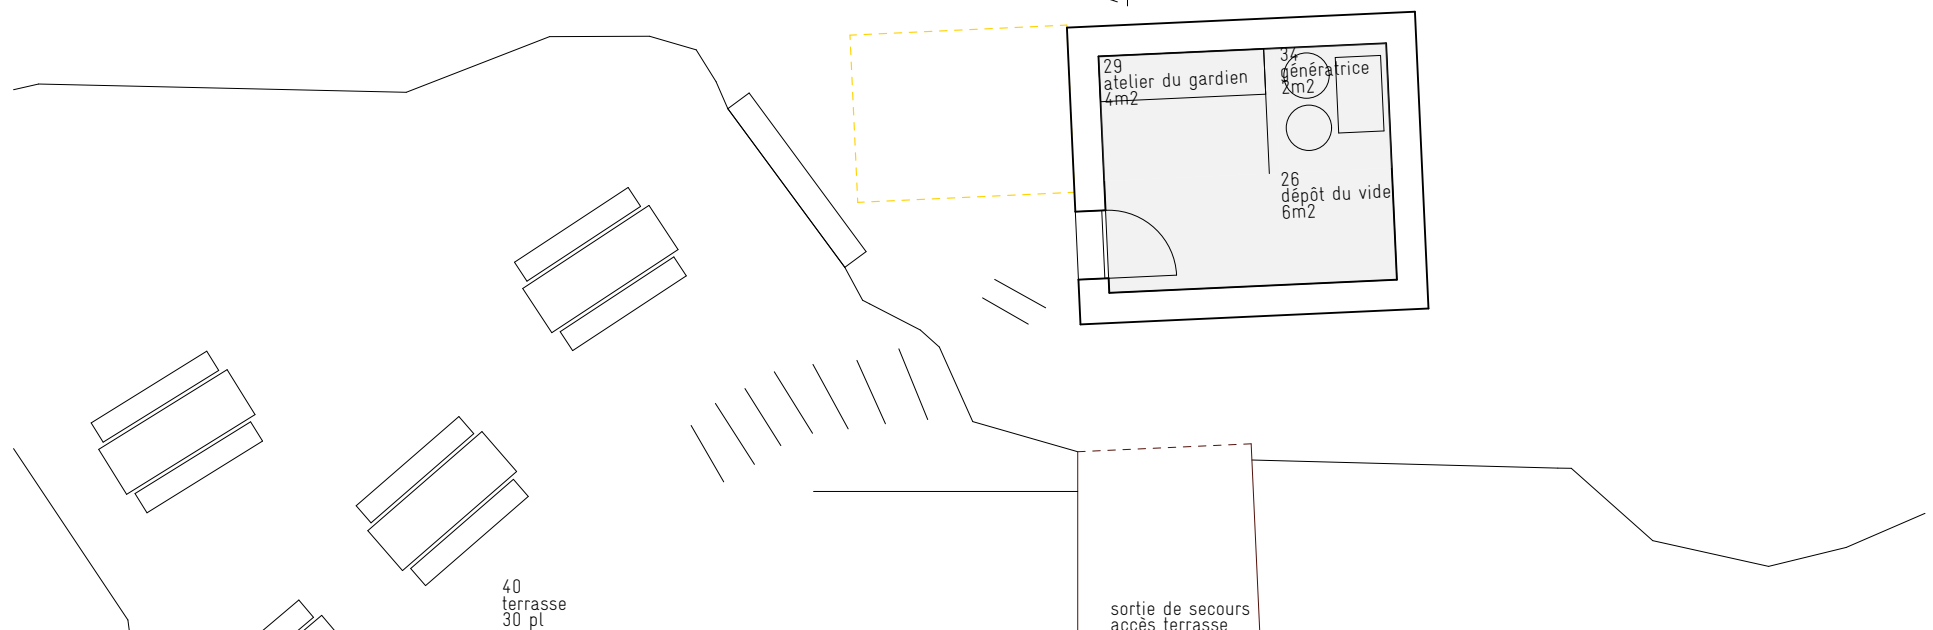 29
atelier du gardien
4m2
34
génératrice
2m2
26
dépôt du vide
6m2
40
terrasse
30 pl
sortie de secours
accès terrasse